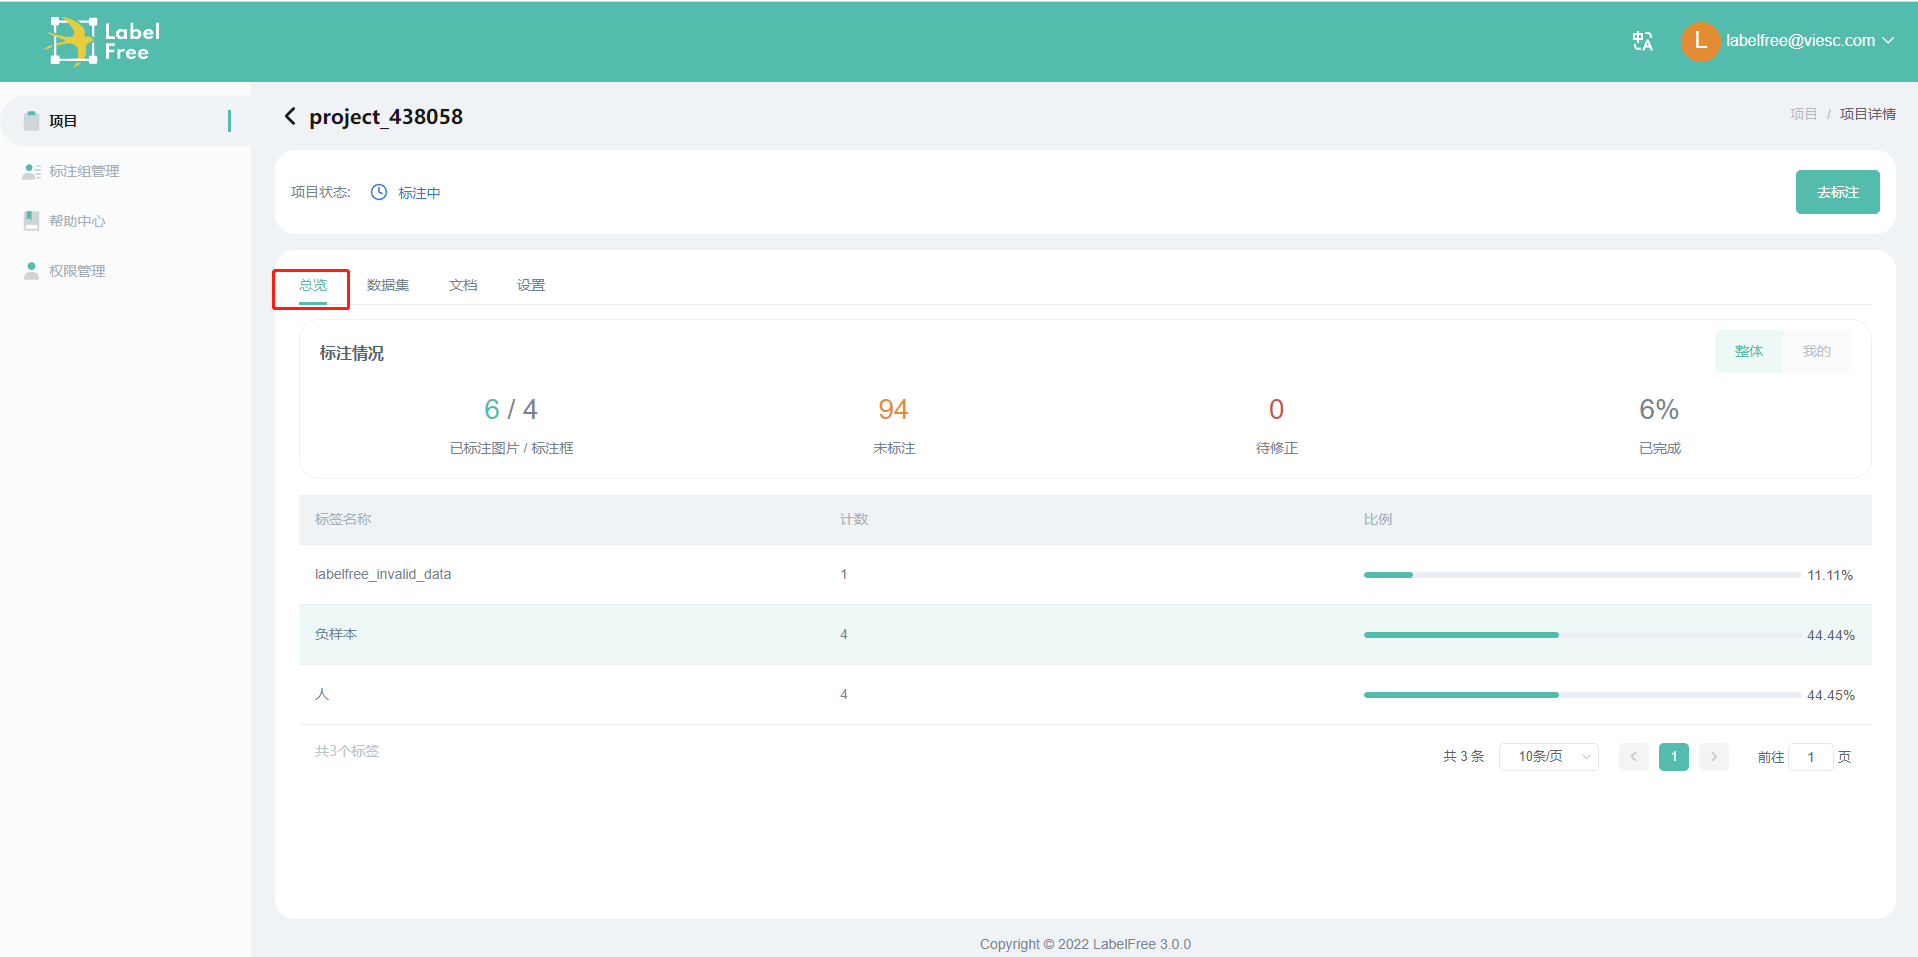 Label
Free
中A
L labelfree@viesc.com
项目
标注组管理
帮助中心
权限管理
project_438058
项目 / 项目详情
项目状态: 标注中
去标注
总览 数据集 文档 设置
标注情况
整体 我的
6 / 4 94 0 6%
已标注图片 / 标注框 未标注 待修正 已完成
标签名称 计数 比例
labelfree_invalid_data 1 11.11%
负样本 4 44.44%
人 4 44.45%
共3个标签
共 3 条 10条/页 1 前往 1 页
Copyright © 2022 LabelFree 3.0.0